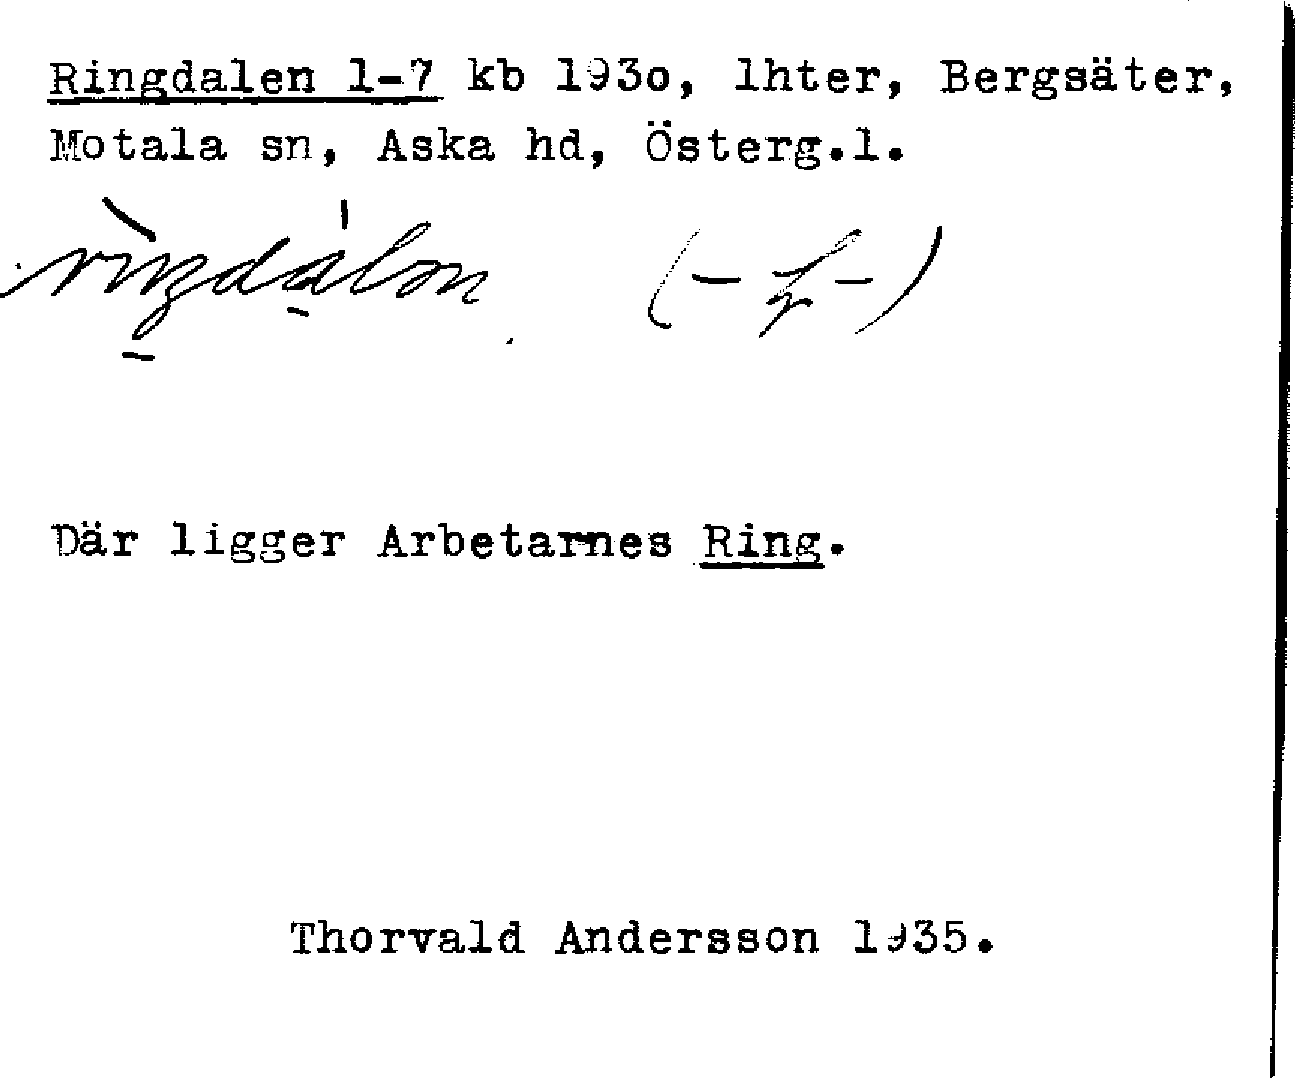 Ringdalen 1-7 kb 193o, lhter, Bergsäter,
Motala sn, Aska hd, Österg.l.
Där ligger Arbetarnes Ring.
Thorvald Andersson 1935.